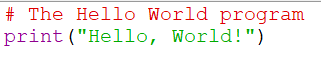 # The Hello World program
print("Hello, World!")